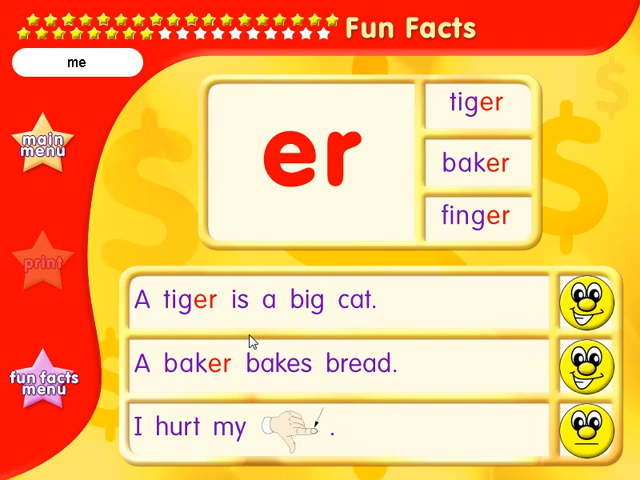 Fun Facts
me
main
menu
print
fun facts
menu
er
tiger
baker
finger
A tiger is a big cat.
A baker bakes bread.
I hurt my .